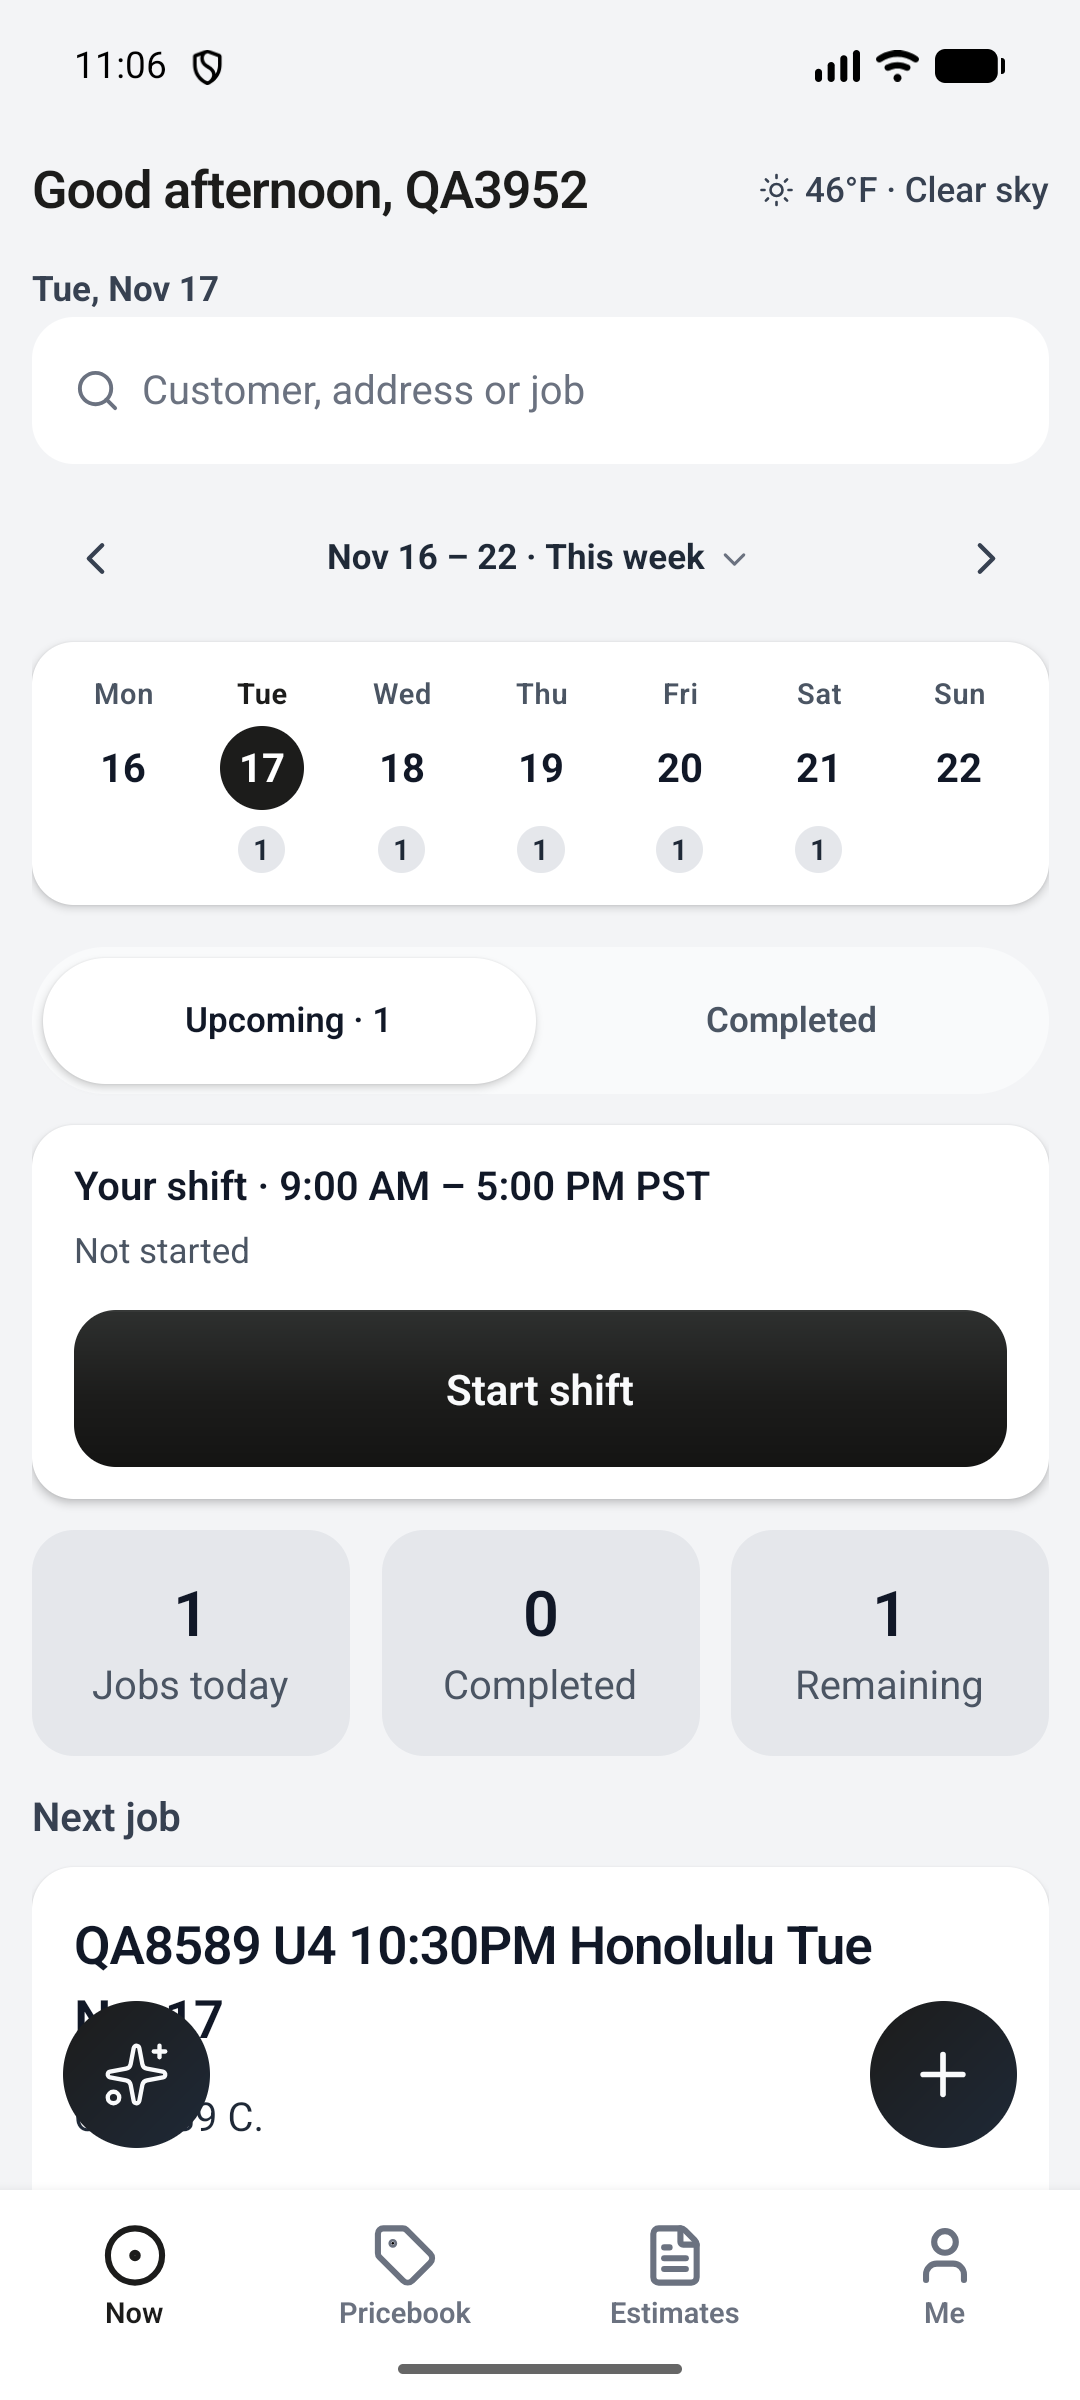 11:06
Good afternoon, QA3952
46°F · Clear sky
Tue, Nov 17
Customer, address or job
Nov 16 – 22 · This week
Mon Tue Wed Thu Fri Sat Sun
16 17 18 19 20 21 22
1 1 1 1 1
Upcoming · 1
Completed
Your shift · 9:00 AM – 5:00 PM PST
Not started
Start shift
1 0 1
Jobs today Completed Remaining
Next job
QA8589 U4 10:30PM Honolulu Tue
17
9 C.
Now Pricebook Estimates Me